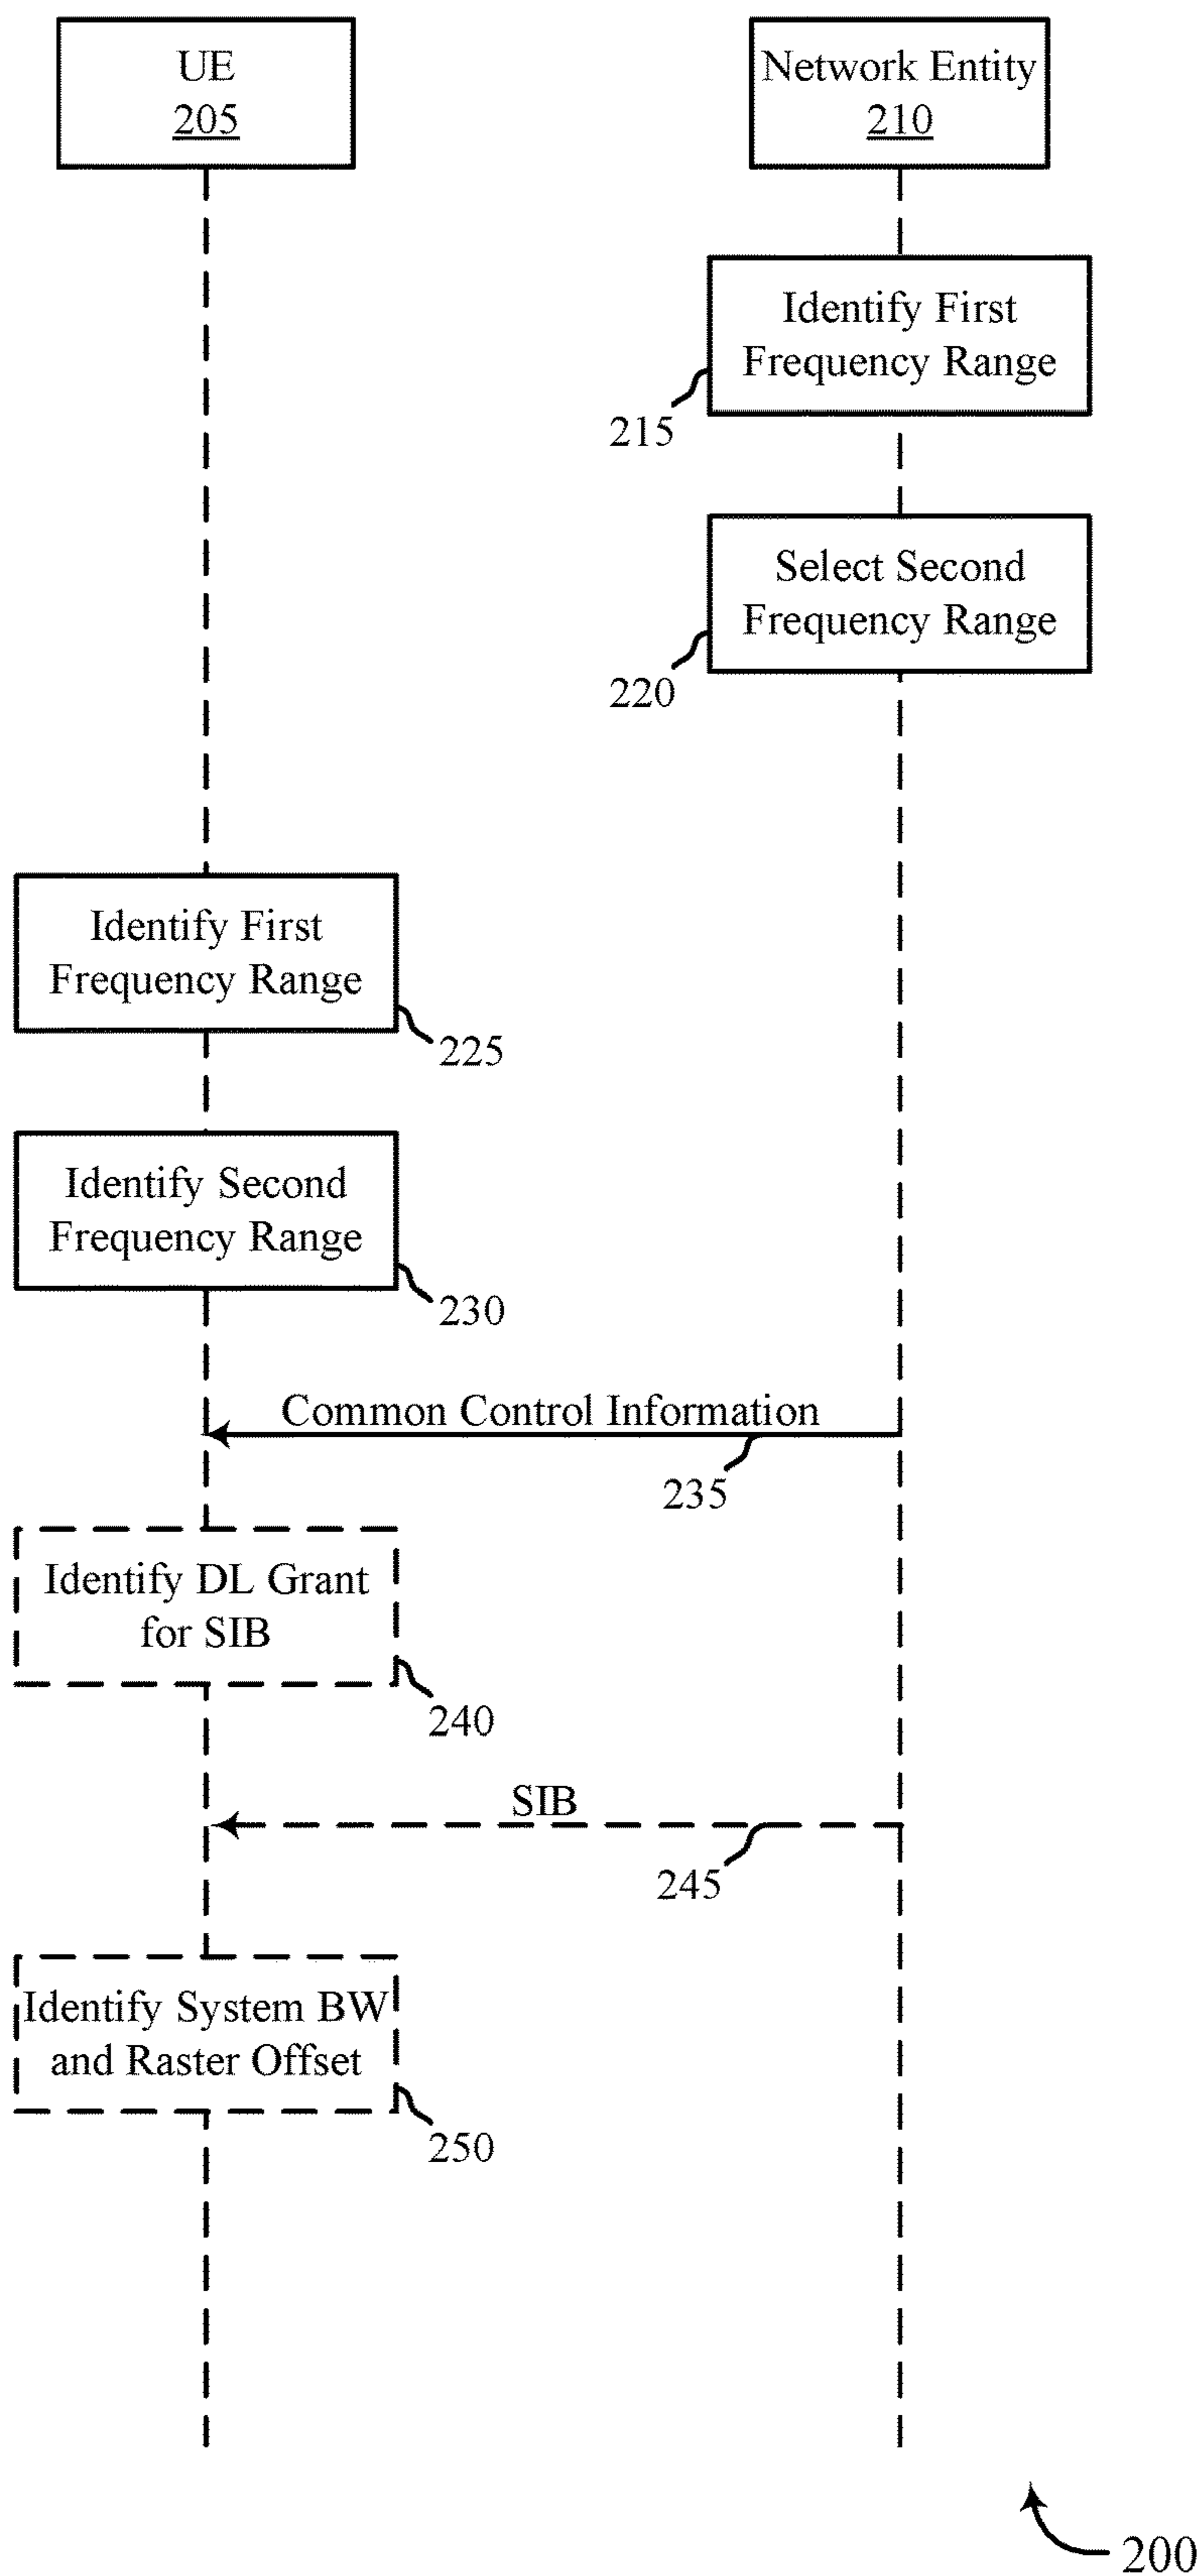 UE
205
Network Entity
210
Identify First
Frequency Range
215
Select Second
Frequency Range
220
Identify First
Frequency Range
225
Identify Second
Frequency Range
230
Common Control Information
235
Identify DL Grant
for SIB
240
SIB
245
Identify System BW
and Raster Offset
250
200